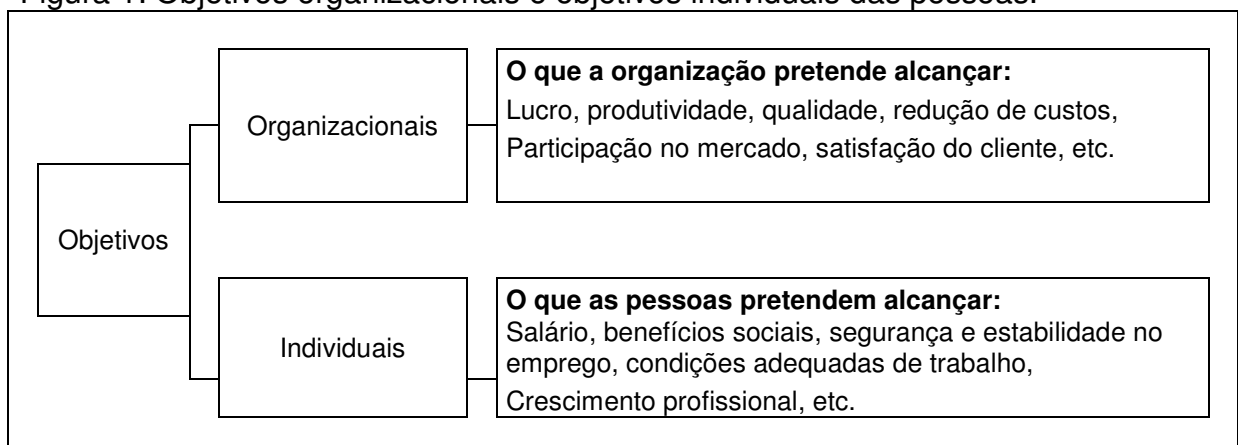 Figura 1: Objetivos organizacionais e objetivos individuais das pessoas.
O que a organização pretende alcançar:
Lucro, produtividade, qualidade, redução de custos,
Participação no mercado, satisfação do cliente, etc.
Organizacionais
Objetivos
O que as pessoas pretendem alcançar:
Salário, benefícios sociais, segurança e estabilidade no
emprego, condições adequadas de trabalho,
Crescimento profissional, etc.
Individuais